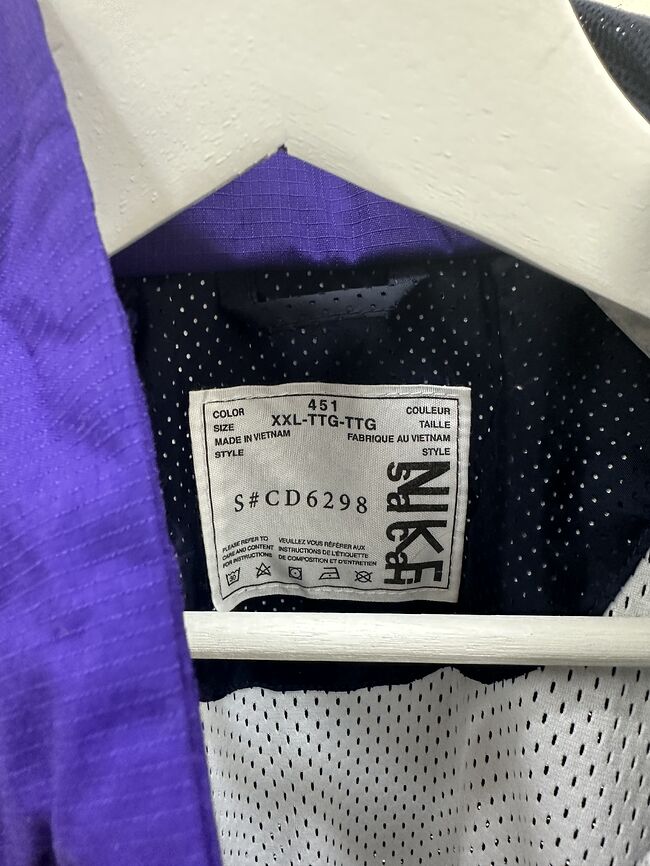 COLOR 451 COULEUR
SIZE XXL-TTG-TTG TAILLE
MADE IN VIETNAM FABRIQUE AU VIETNAM
STYLE STYLE
S#CD6298
NIKE
sacai
PLEASE REFER TO
CARE AND CONTENT
FOR INSTRUCTIONS
VEUILLEZ VOUS RÉFÉRER AUX
INSTRUCTIONS DE L'ÉTIQUETTE
DE COMPOSITION ET D'ENTRETIEN
30